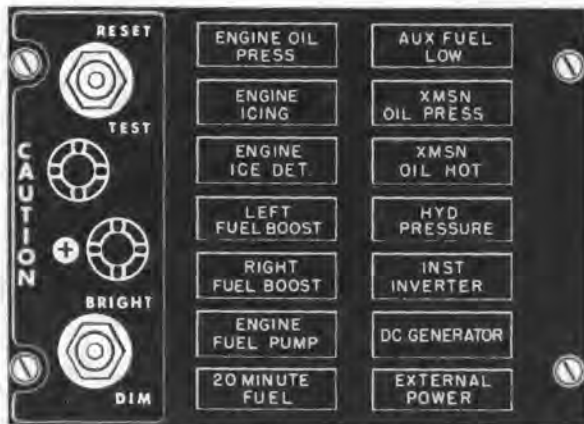 RESET
TEST
CAUTION
BRIGHT
DIM
ENGINE OIL
PRESS
ENGINE
ICING
ENGINE
ICE DET.
LEFT
FUEL BOOST
RIGHT
FUEL BOOST
ENGINE
FUEL PUMP
20 MINUTE
FUEL
AUX FUEL
LOW
XMSN
OIL PRESS
XMSN
OIL HOT
HYD
PRESSURE
INST
INVERTER
DC GENERATOR
EXTERNAL
POWER